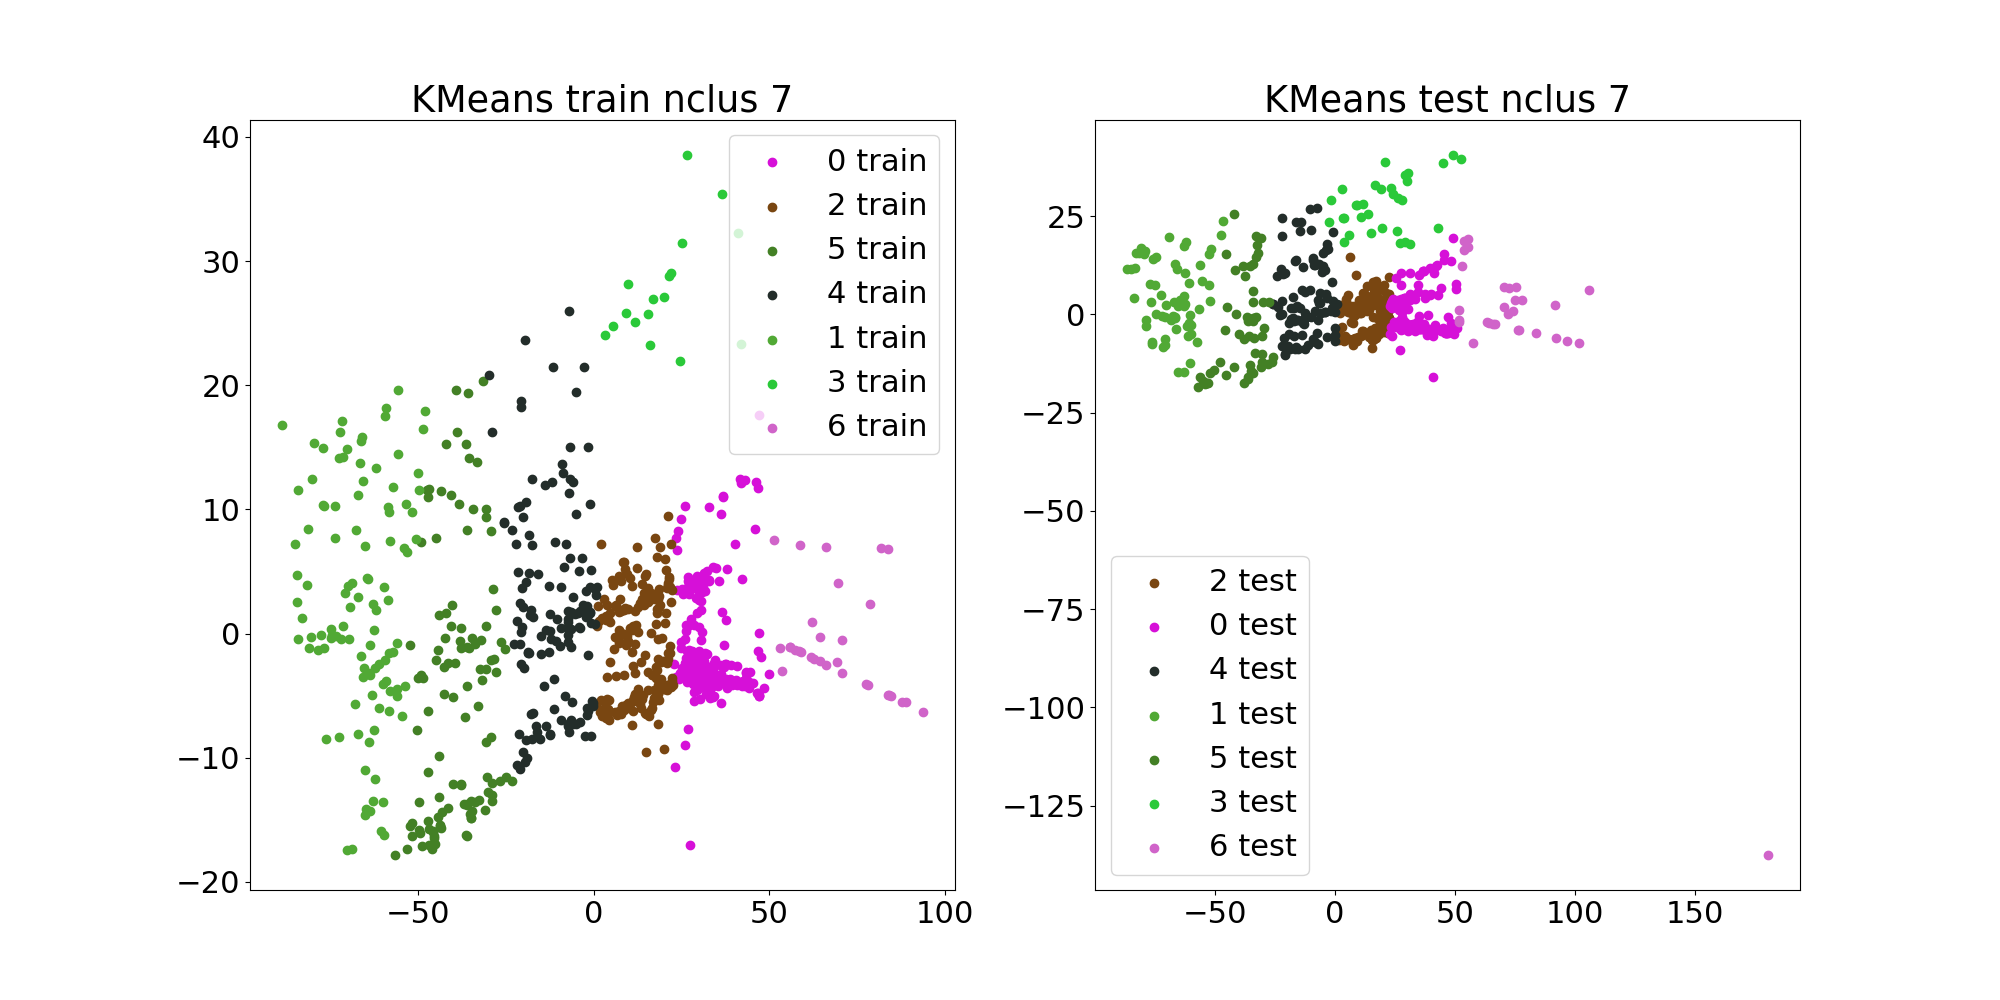 KMeans train nclus 7
40
30
20
10
0
−10
−20
−50
0
50
100
0 train
2 train
5 train
4 train
1 train
3 train
6 train
KMeans test nclus 7
25
0
−25
−50
−75
−100
−125
−50
0
50
100
150
2 test
0 test
4 test
1 test
5 test
3 test
6 test